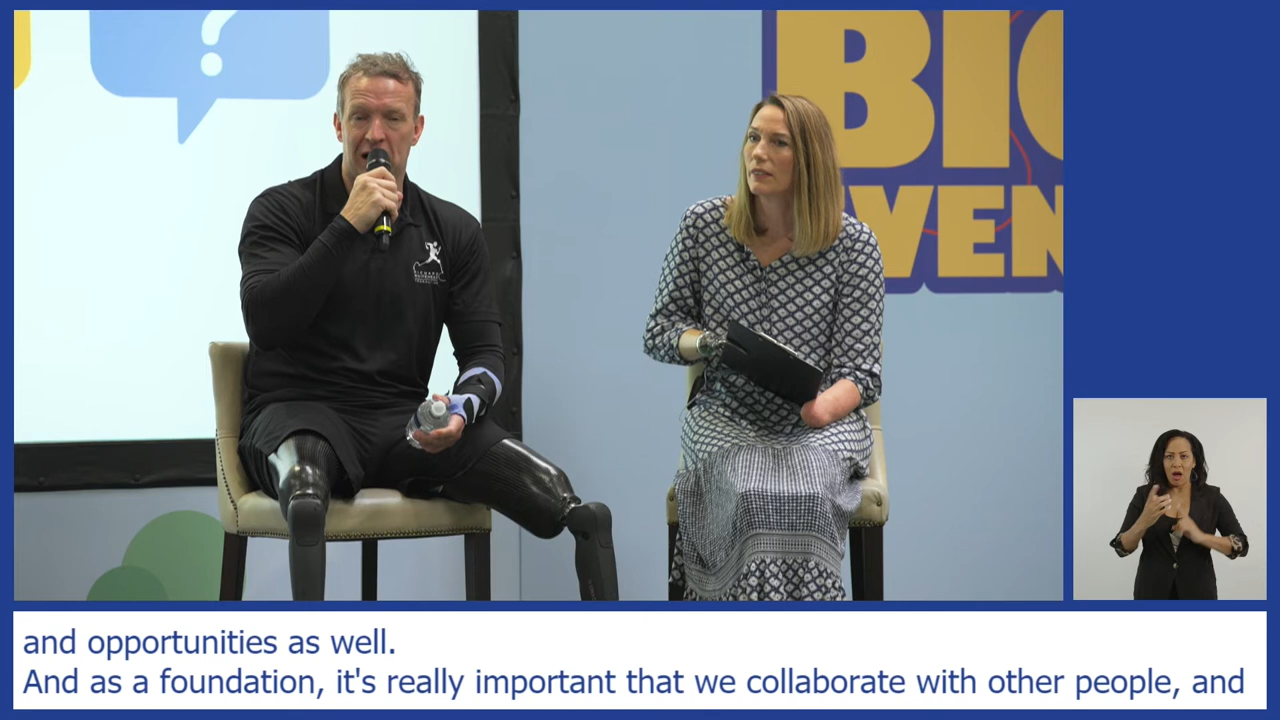 ?
BIG
EVEN
and opportunities as well.
And as a foundation, it's really important that we collaborate with other people, and